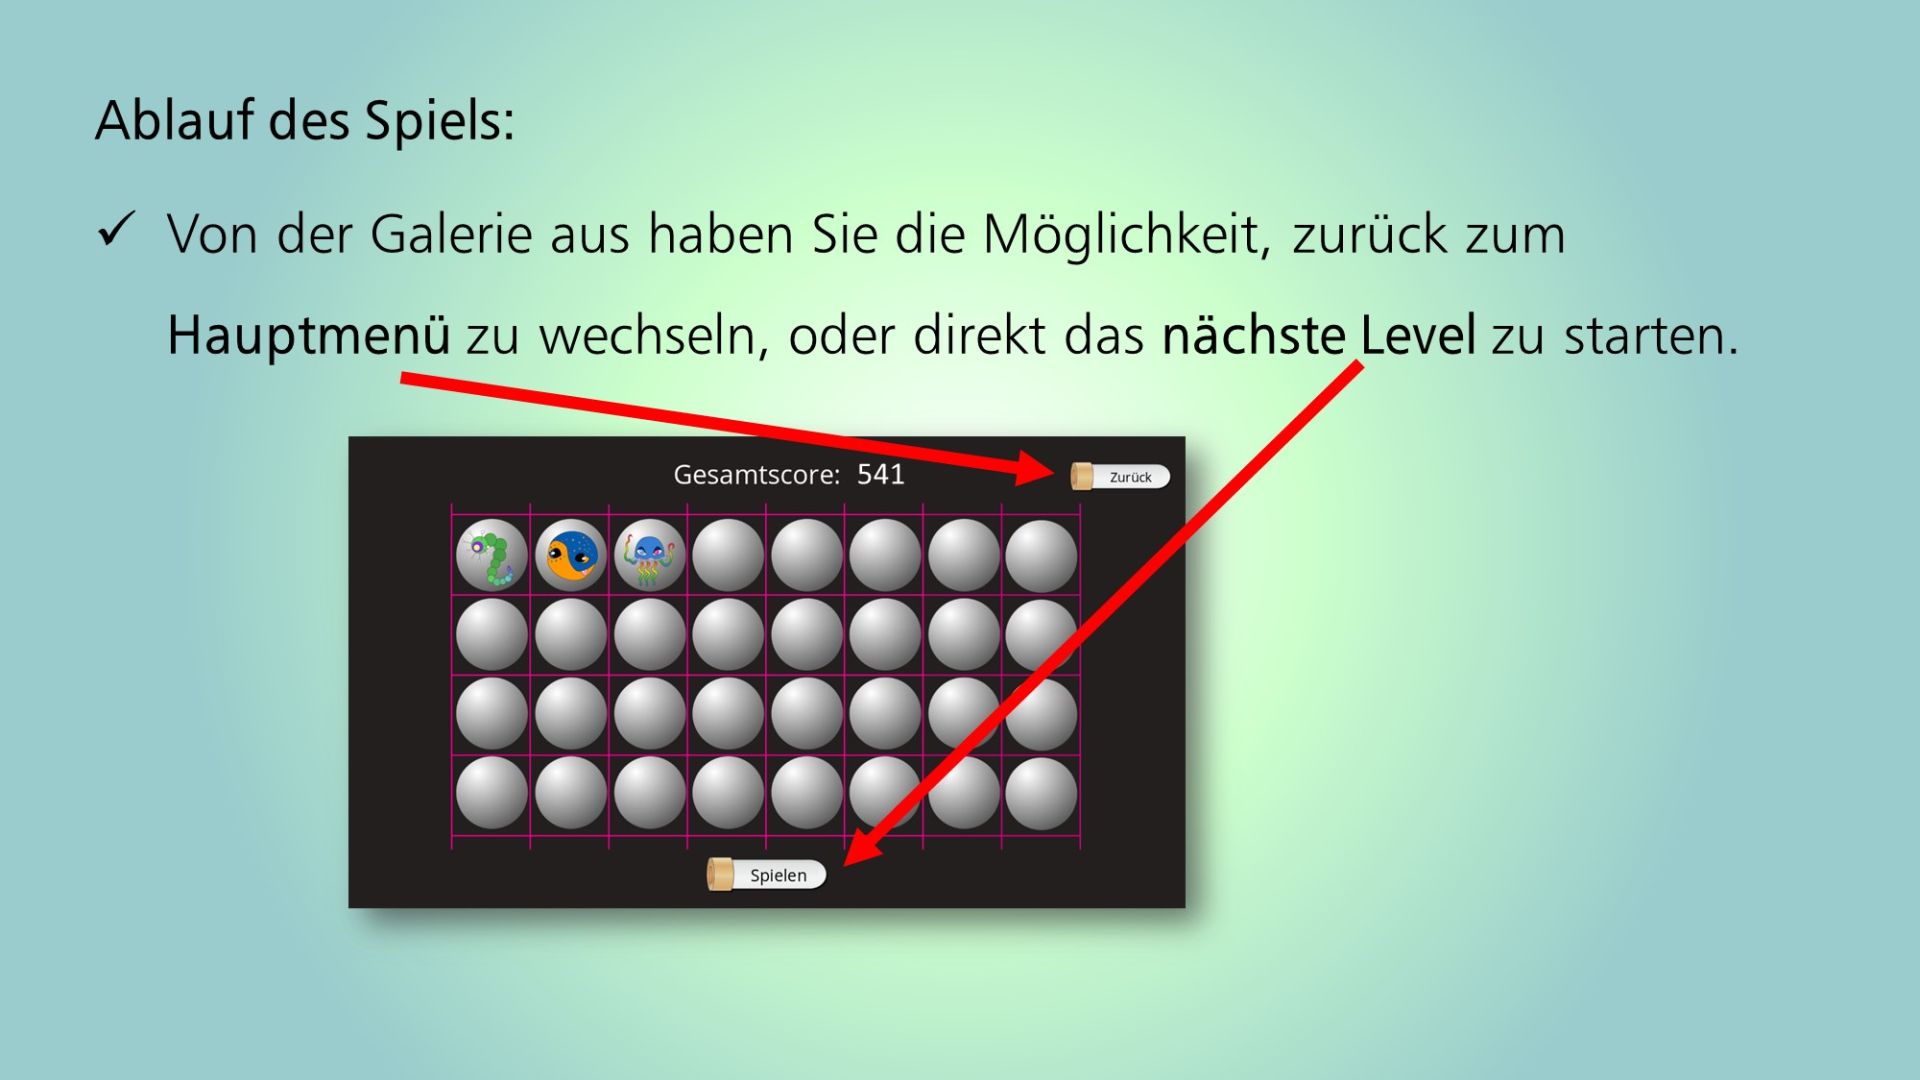 Ablauf des Spiels:
✓ Von der Galerie aus haben Sie die Möglichkeit, zurück zum
Hauptmenü zu wechseln, oder direkt das nächste Level zu starten.
Gesamtscore: 541
Zurück
Spielen